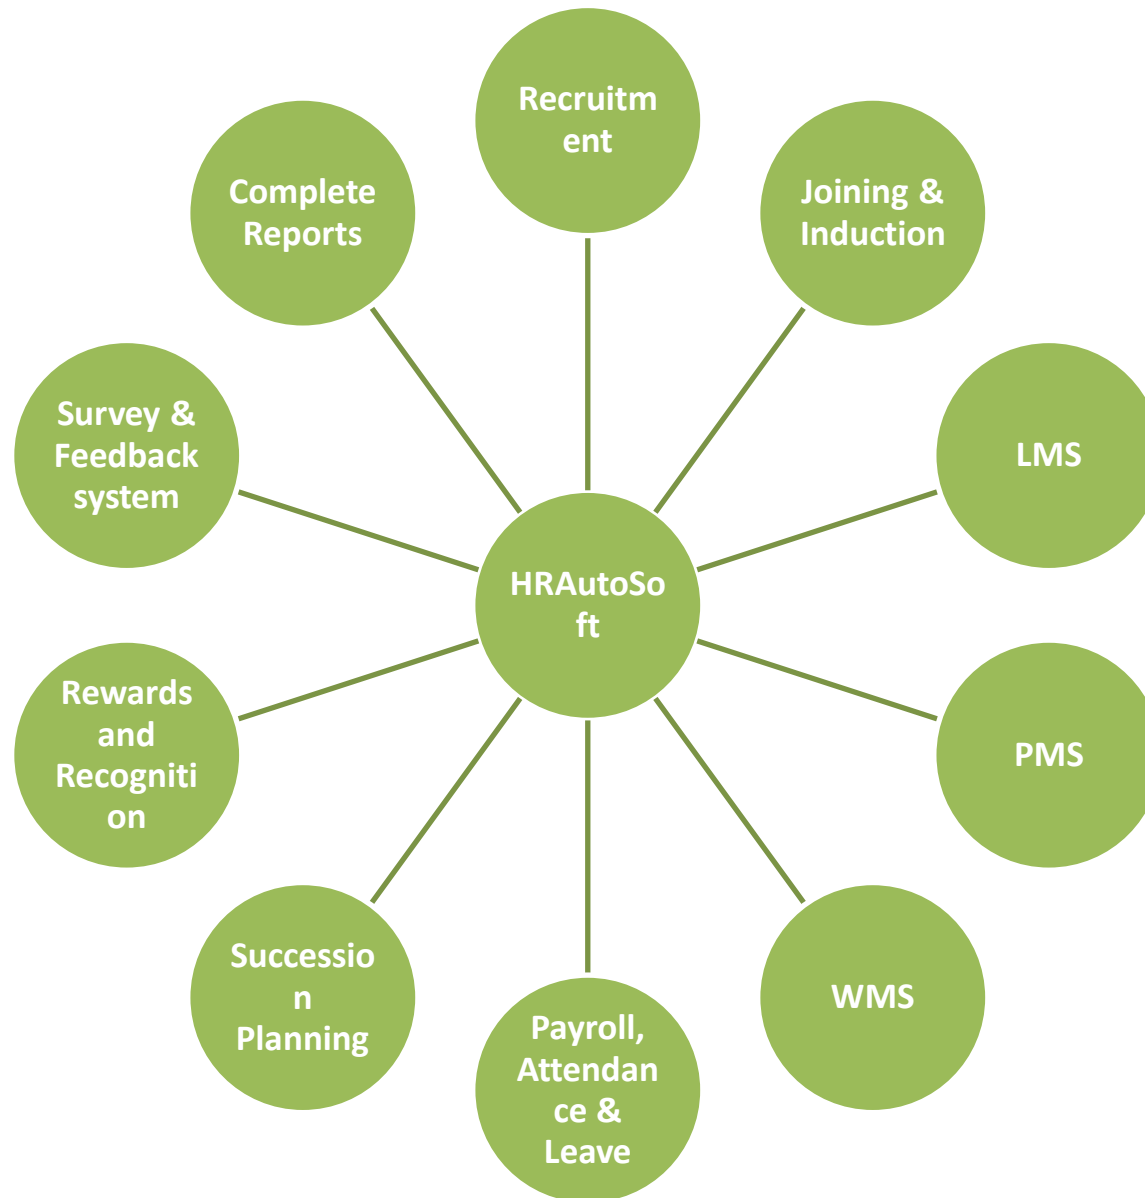 Recruitm
ent
Joining &
Induction
LMS
PMS
WMS
Payroll,
Attendan
ce &
Leave
Successio
n
Planning
Rewards
and
Recogniti
on
Survey &
Feedback
system
Complete
Reports
HRAutoSo
ft